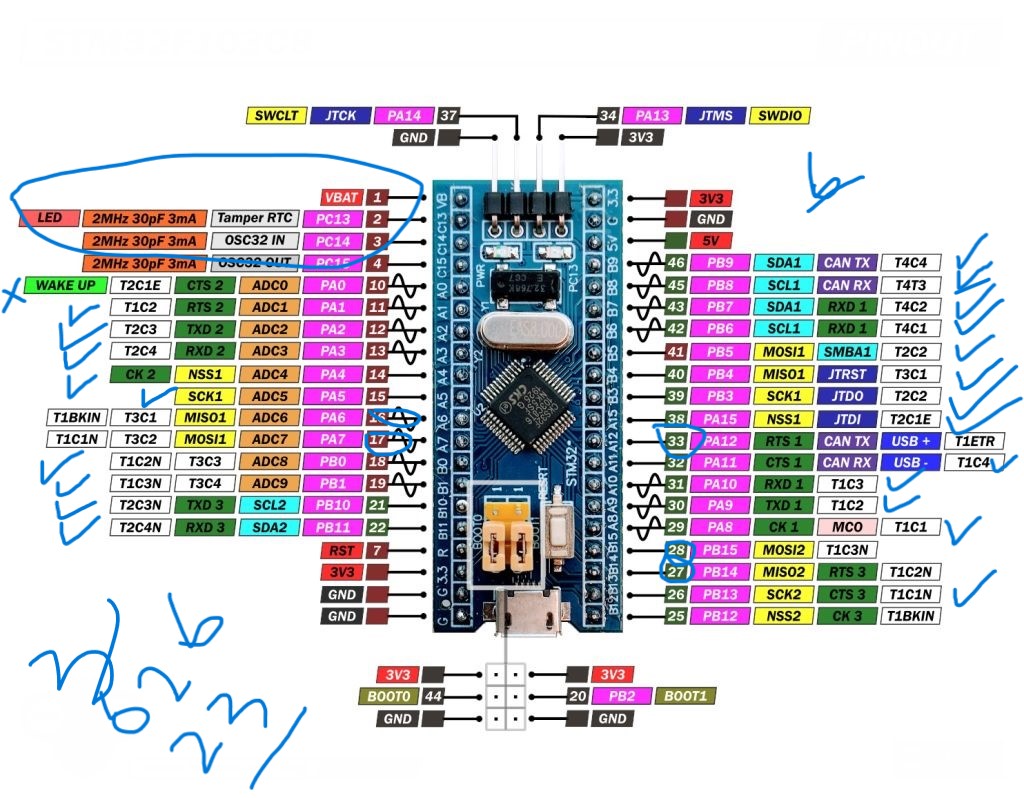 SWCLT JTCK PA14 37 34 PA13 JTMS SWDIO
GND 3V3
VBAT 1 3V3
LED 2MHz 30pF 3mA Tamper RTC PC13 2 GND
2MHz 30pF 3mA OSC32 IN PC14 3 5V
2MHz 30pF 3mA OSC32 OUT PC15 4 46 PB9 SDA1 CAN TX T4C4
WAKE UP T2C1E CTS 2 ADC0 PA0 10 45 PB8 SCL1 CAN RX T4T3
T1C2 RTS 2 ADC1 PA1 11 43 PB7 SDA1 RXD 1 T4C2
T2C3 TXD 2 ADC2 PA2 12 42 PB6 SCL1 RXD 1 T4C1
T2C4 RXD 2 ADC3 PA3 13 41 PB5 MOSI1 SMBA1 T2C2
CK 2 NSS1 ADC4 PA4 14 40 PB4 MISO1 JTRST T3C1
SCK1 ADC5 PA5 15 39 PB3 SCK1 JTDO T2C2
T1BKIN T3C1 MISO1 ADC6 PA6 16 38 PA15 NSS1 JTDI T2C1E
T1C1N T3C2 MOSI1 ADC7 PA7 17 33 PA12 RTS 1 CAN TX USB + T1ETR
T1C2N T3C3 ADC8 PB0 18 32 PA11 CTS 1 CAN RX USB - T1C4
T1C3N T3C4 ADC9 PB1 19 31 PA10 RXD 1 T1C3
T2C3N TXD 3 SCL2 PB10 21 30 PA9 TXD 1 T1C2
T2C4N RXD 3 SDA2 PB11 22 29 PA8 CK 1 MCO T1C1
RST 7 28 PB15 MOSI2 T1C3N
3V3 27 PB14 MISO2 RTS 3 T1C2N
GND 26 PB13 SCK2 CTS 3 T1C1N
GND 25 PB12 NSS2 CK 3 T1BKIN
3V3 3V3
BOOT0 44 20 PB2 BOOT1
GND GND
VB C13 C14 C15 A0 A1 A2 A3 A4 A5 A6 A7 B0 B1 B10 B11 R 3.3 G G
3.3 G 5V B9 B8 B7 B6 B5 B4 B3 A15 A12 A11 A10 A9 A8 B15 B14 B13 B12
PWR
PC13
Y1
Y2
U2
STM32
BOOT0
BOOT1